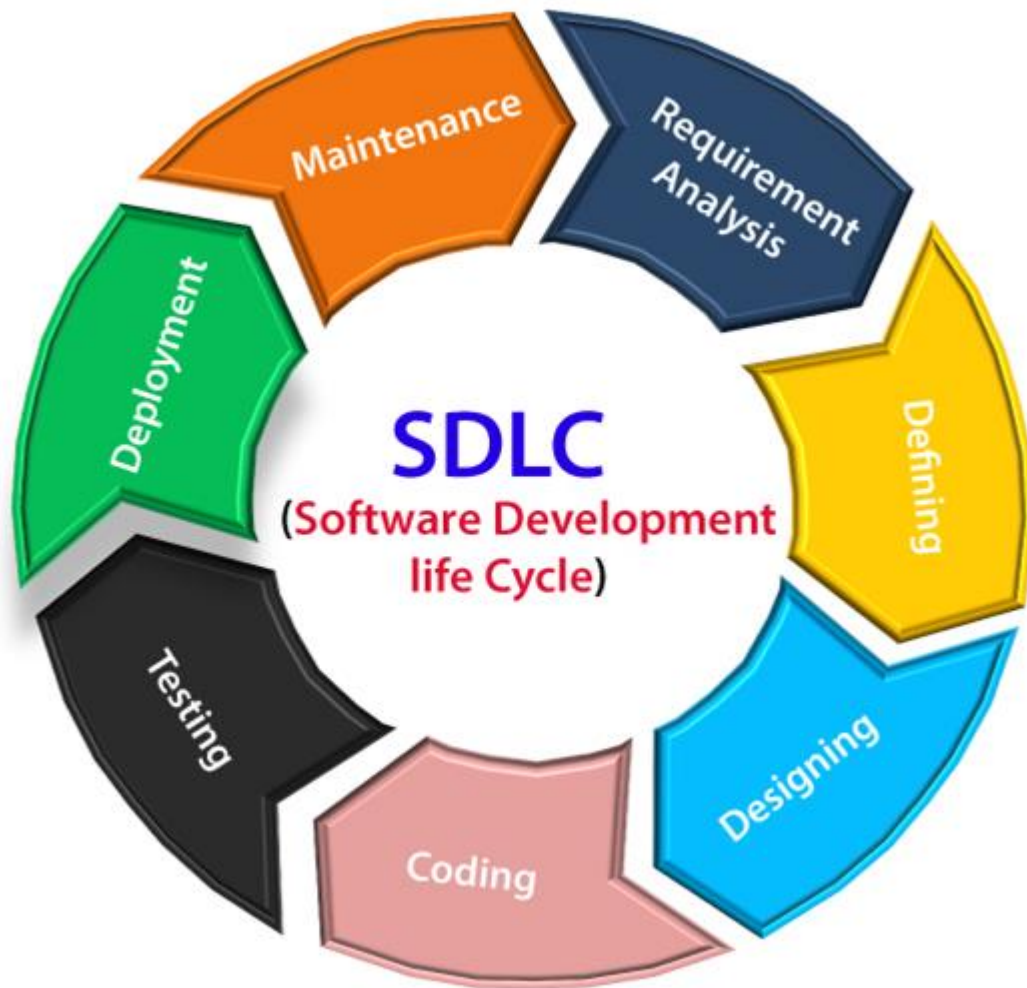 SDLC
(Software Development
life Cycle)
Requirement
Analysis
Defining
Designing
Coding
Testing
Deployment
Maintenance